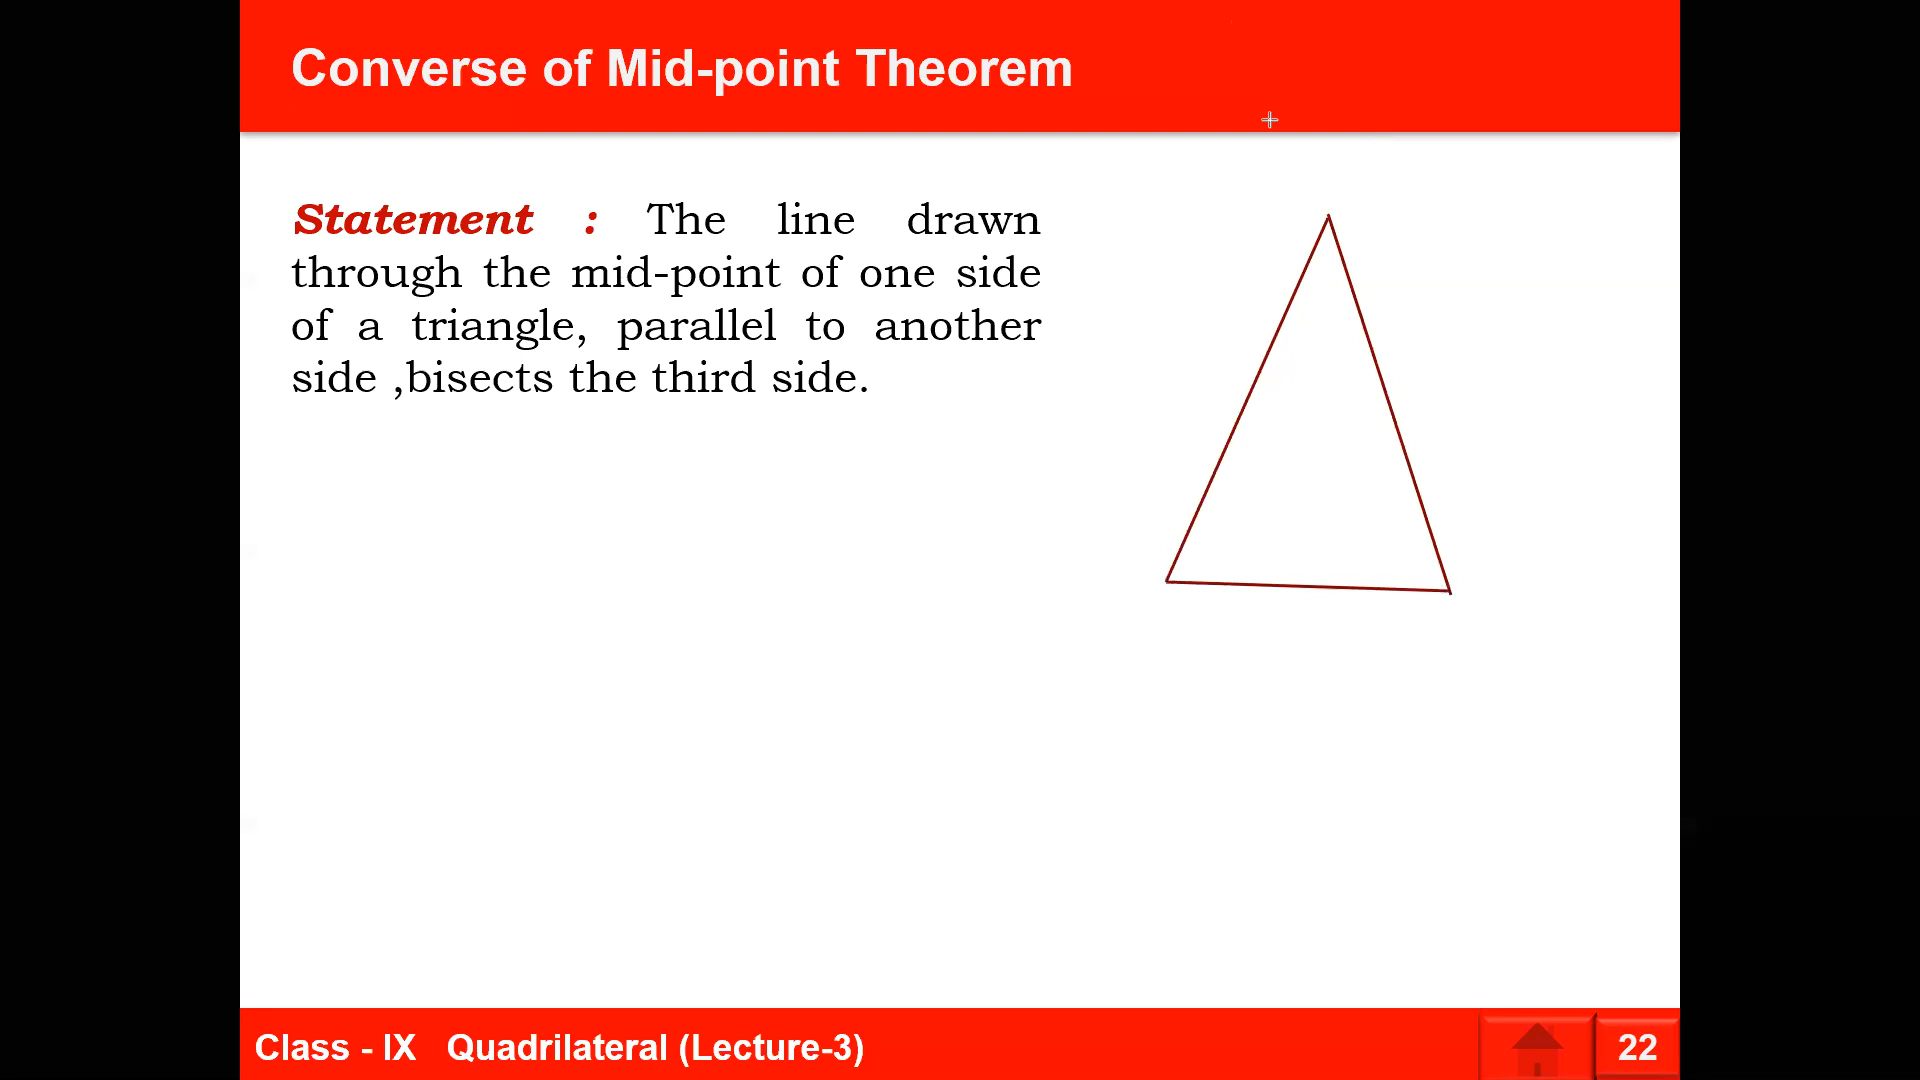 Converse of Mid-point Theorem
Statement : The line drawn
through the mid-point of one side
of a triangle, parallel to another
side ,bisects the third side.
Class - IX Quadrilateral (Lecture-3)
22